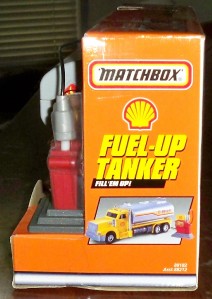 MATCHBOX
FUEL-UP
TANKER
FILL 'EM UP!